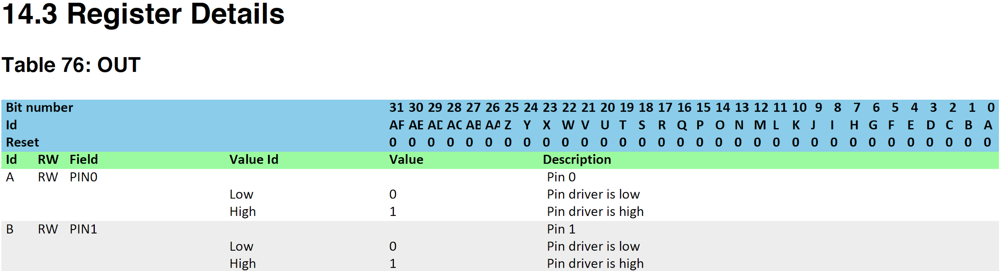 14.3 Register Details
Table 76: OUT
Bit number 31 30 29 28 27 26 25 24 23 22 21 20 19 18 17 16 15 14 13 12 11 10 9 8 7 6 5 4 3 2 1 0
Id AF AE AD AC AB AA Z Y X W V U T S R Q P O N M L K J I H G F E D C B A
Reset 0 0 0 0 0 0 0 0 0 0 0 0 0 0 0 0 0 0 0 0 0 0 0 0 0 0 0 0 0 0 0 0
Id RW Field Value Id Value Description
A RW PIN0 Pin 0
Low 0 Pin driver is low
High 1 Pin driver is high
B RW PIN1 Pin 1
Low 0 Pin driver is low
High 1 Pin driver is high